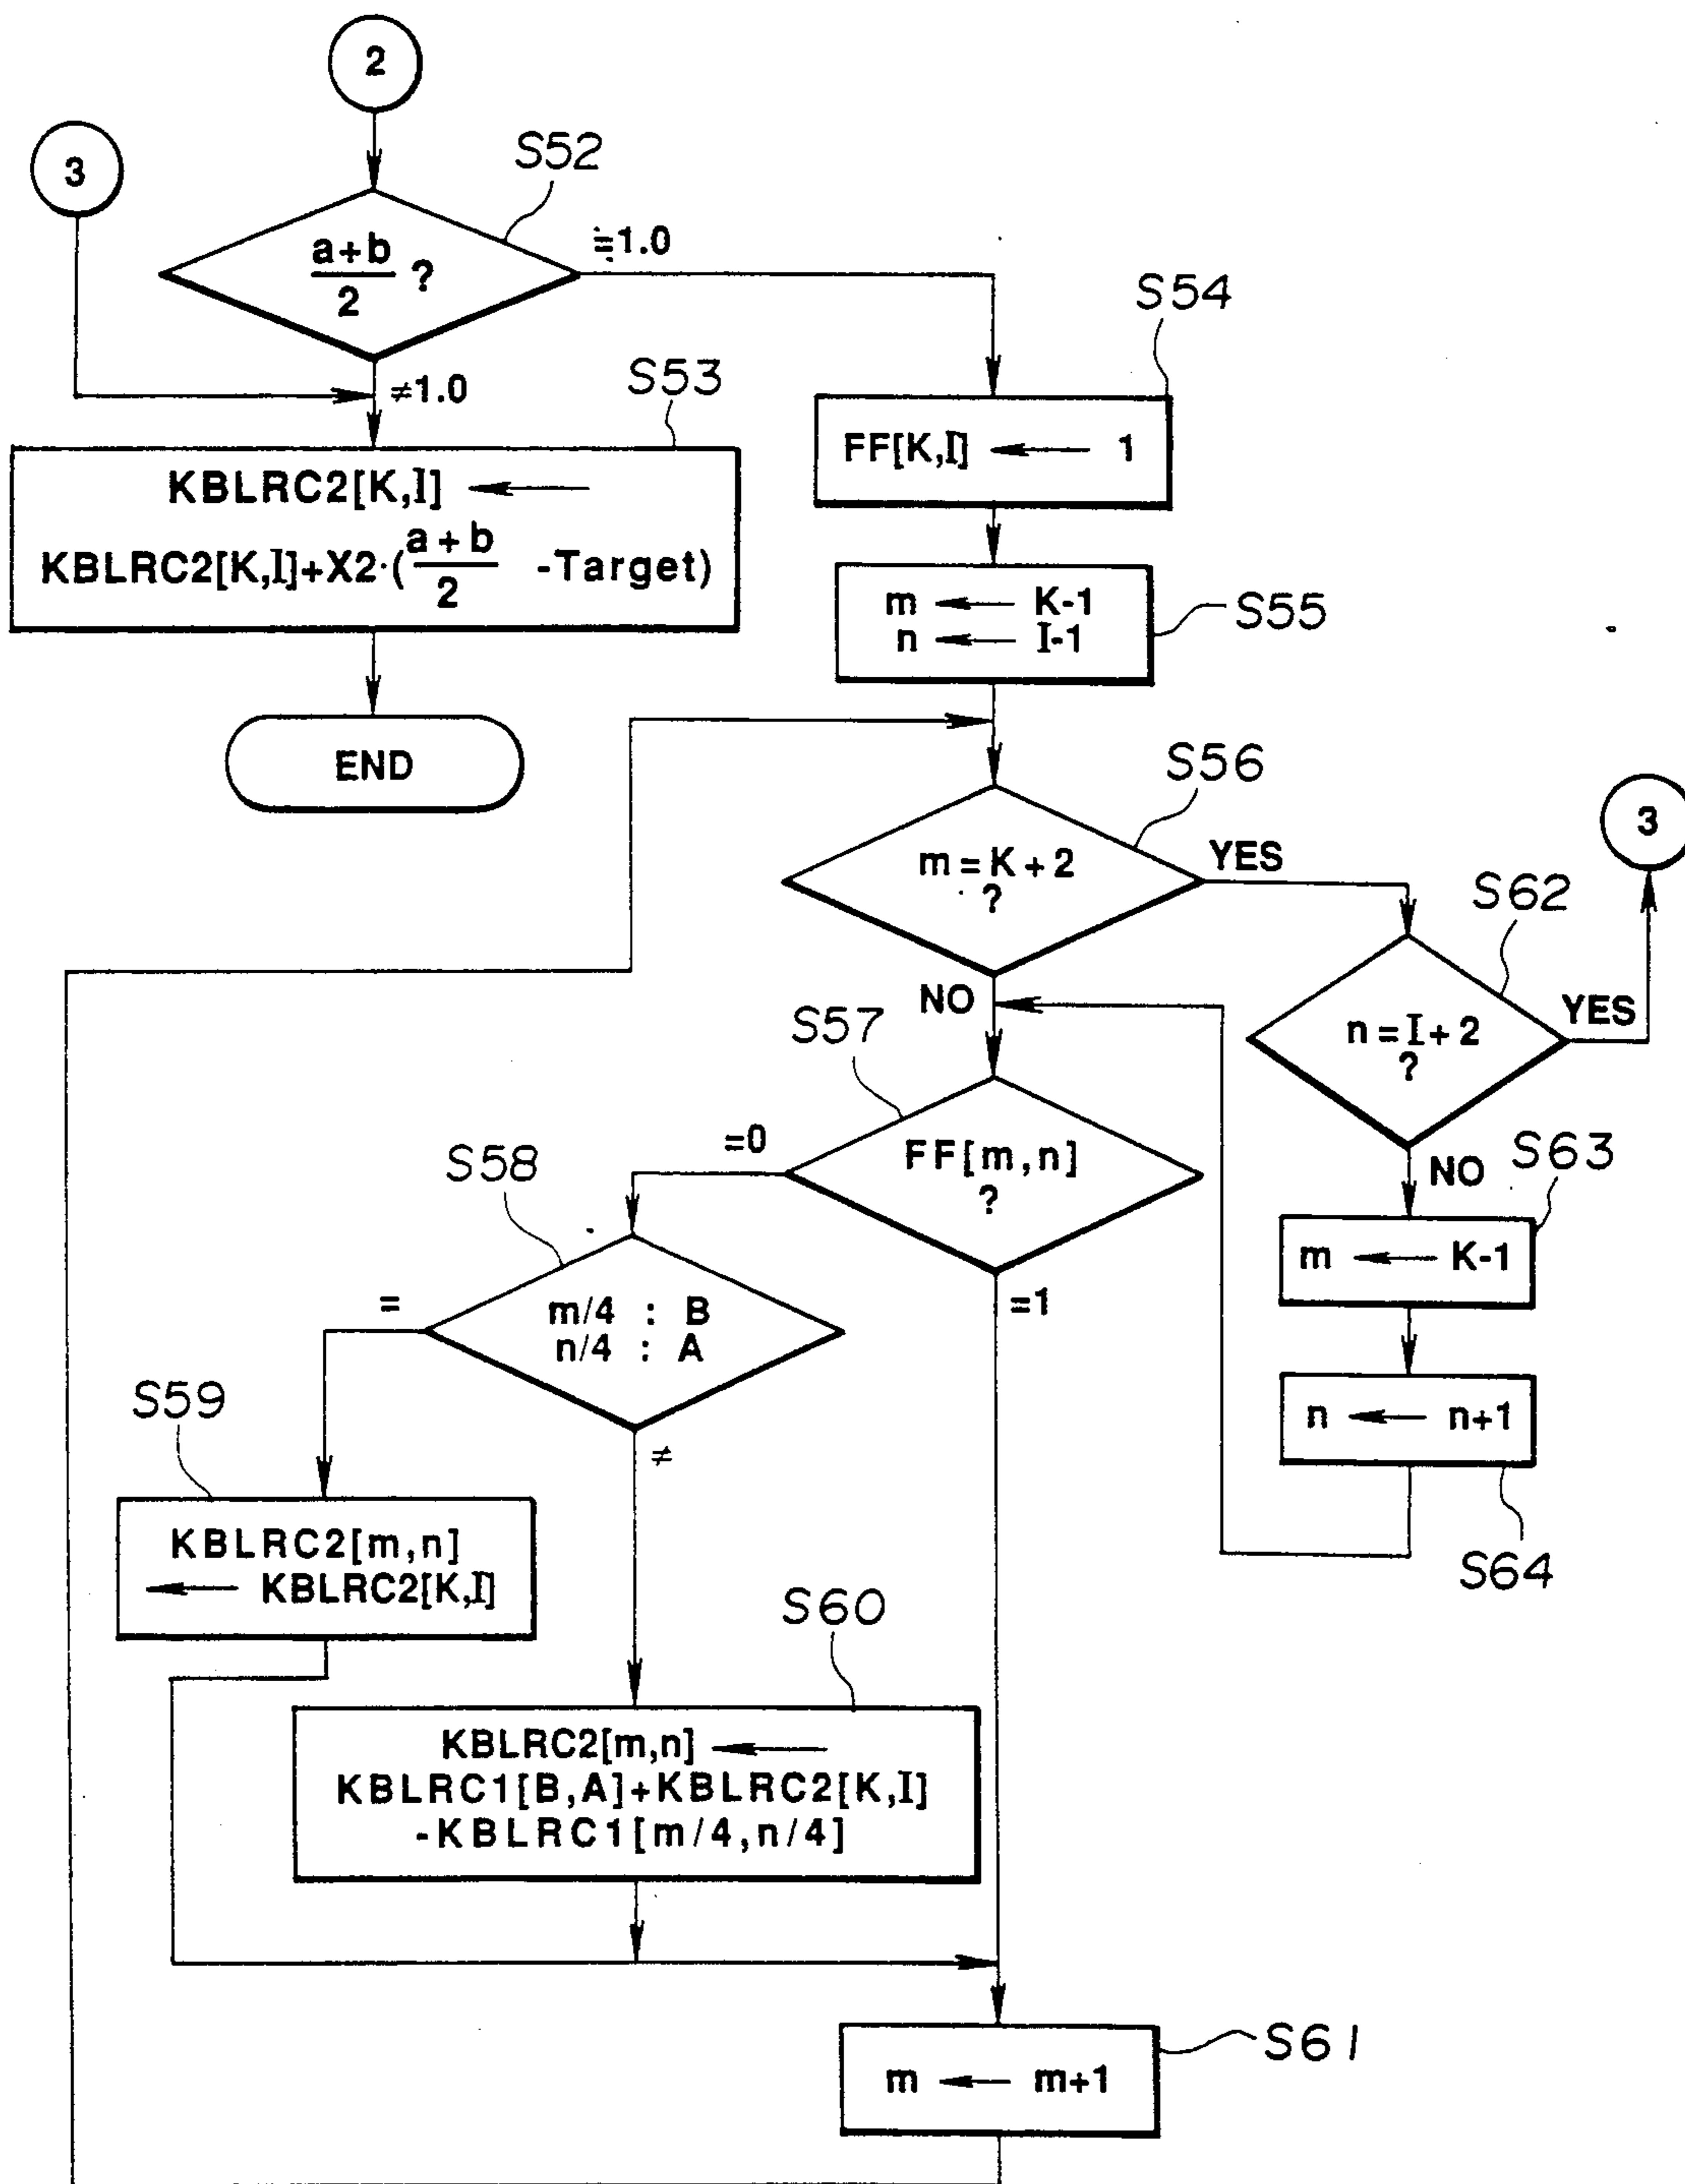 2
3
S52
a+b
2
?
≒1.0
S54
≠1.0
S53
FF[K,I] ← 1
KBLRC2[K,I] ←
KBLRC2[K,I]+X2·(a+b
2
-Target)
m ← K-1
n ← I-1
S55
END
S56
m=K+2
?
YES
3
S62
NO
n=I+2
?
YES
S57
FF[m,n]
?
=0
S58
NO
S63
m ← K-1
=
m/4 : B
n/4 : A
=1
S59
≠
n ← n+1
KBLRC2[m,n]
← KBLRC2[K,I]
S64
S60
KBLRC2[m,n] ←
KBLRC1[B,A]+KBLRC2[K,I]
-KBLRC1[m/4,n/4]
S61
m ← m+1